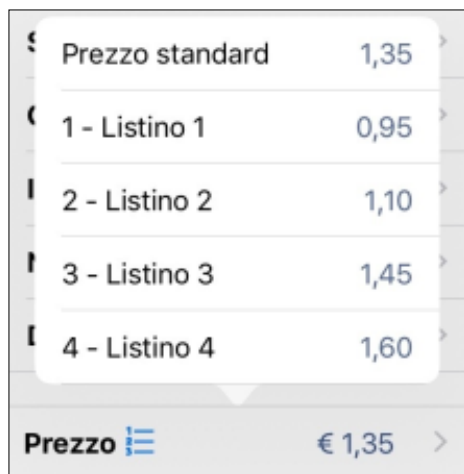 Prezzo standard 1,35
1 - Listino 1 0,95
2 - Listino 2 1,10
3 - Listino 3 1,45
4 - Listino 4 1,60
Prezzo € 1,35